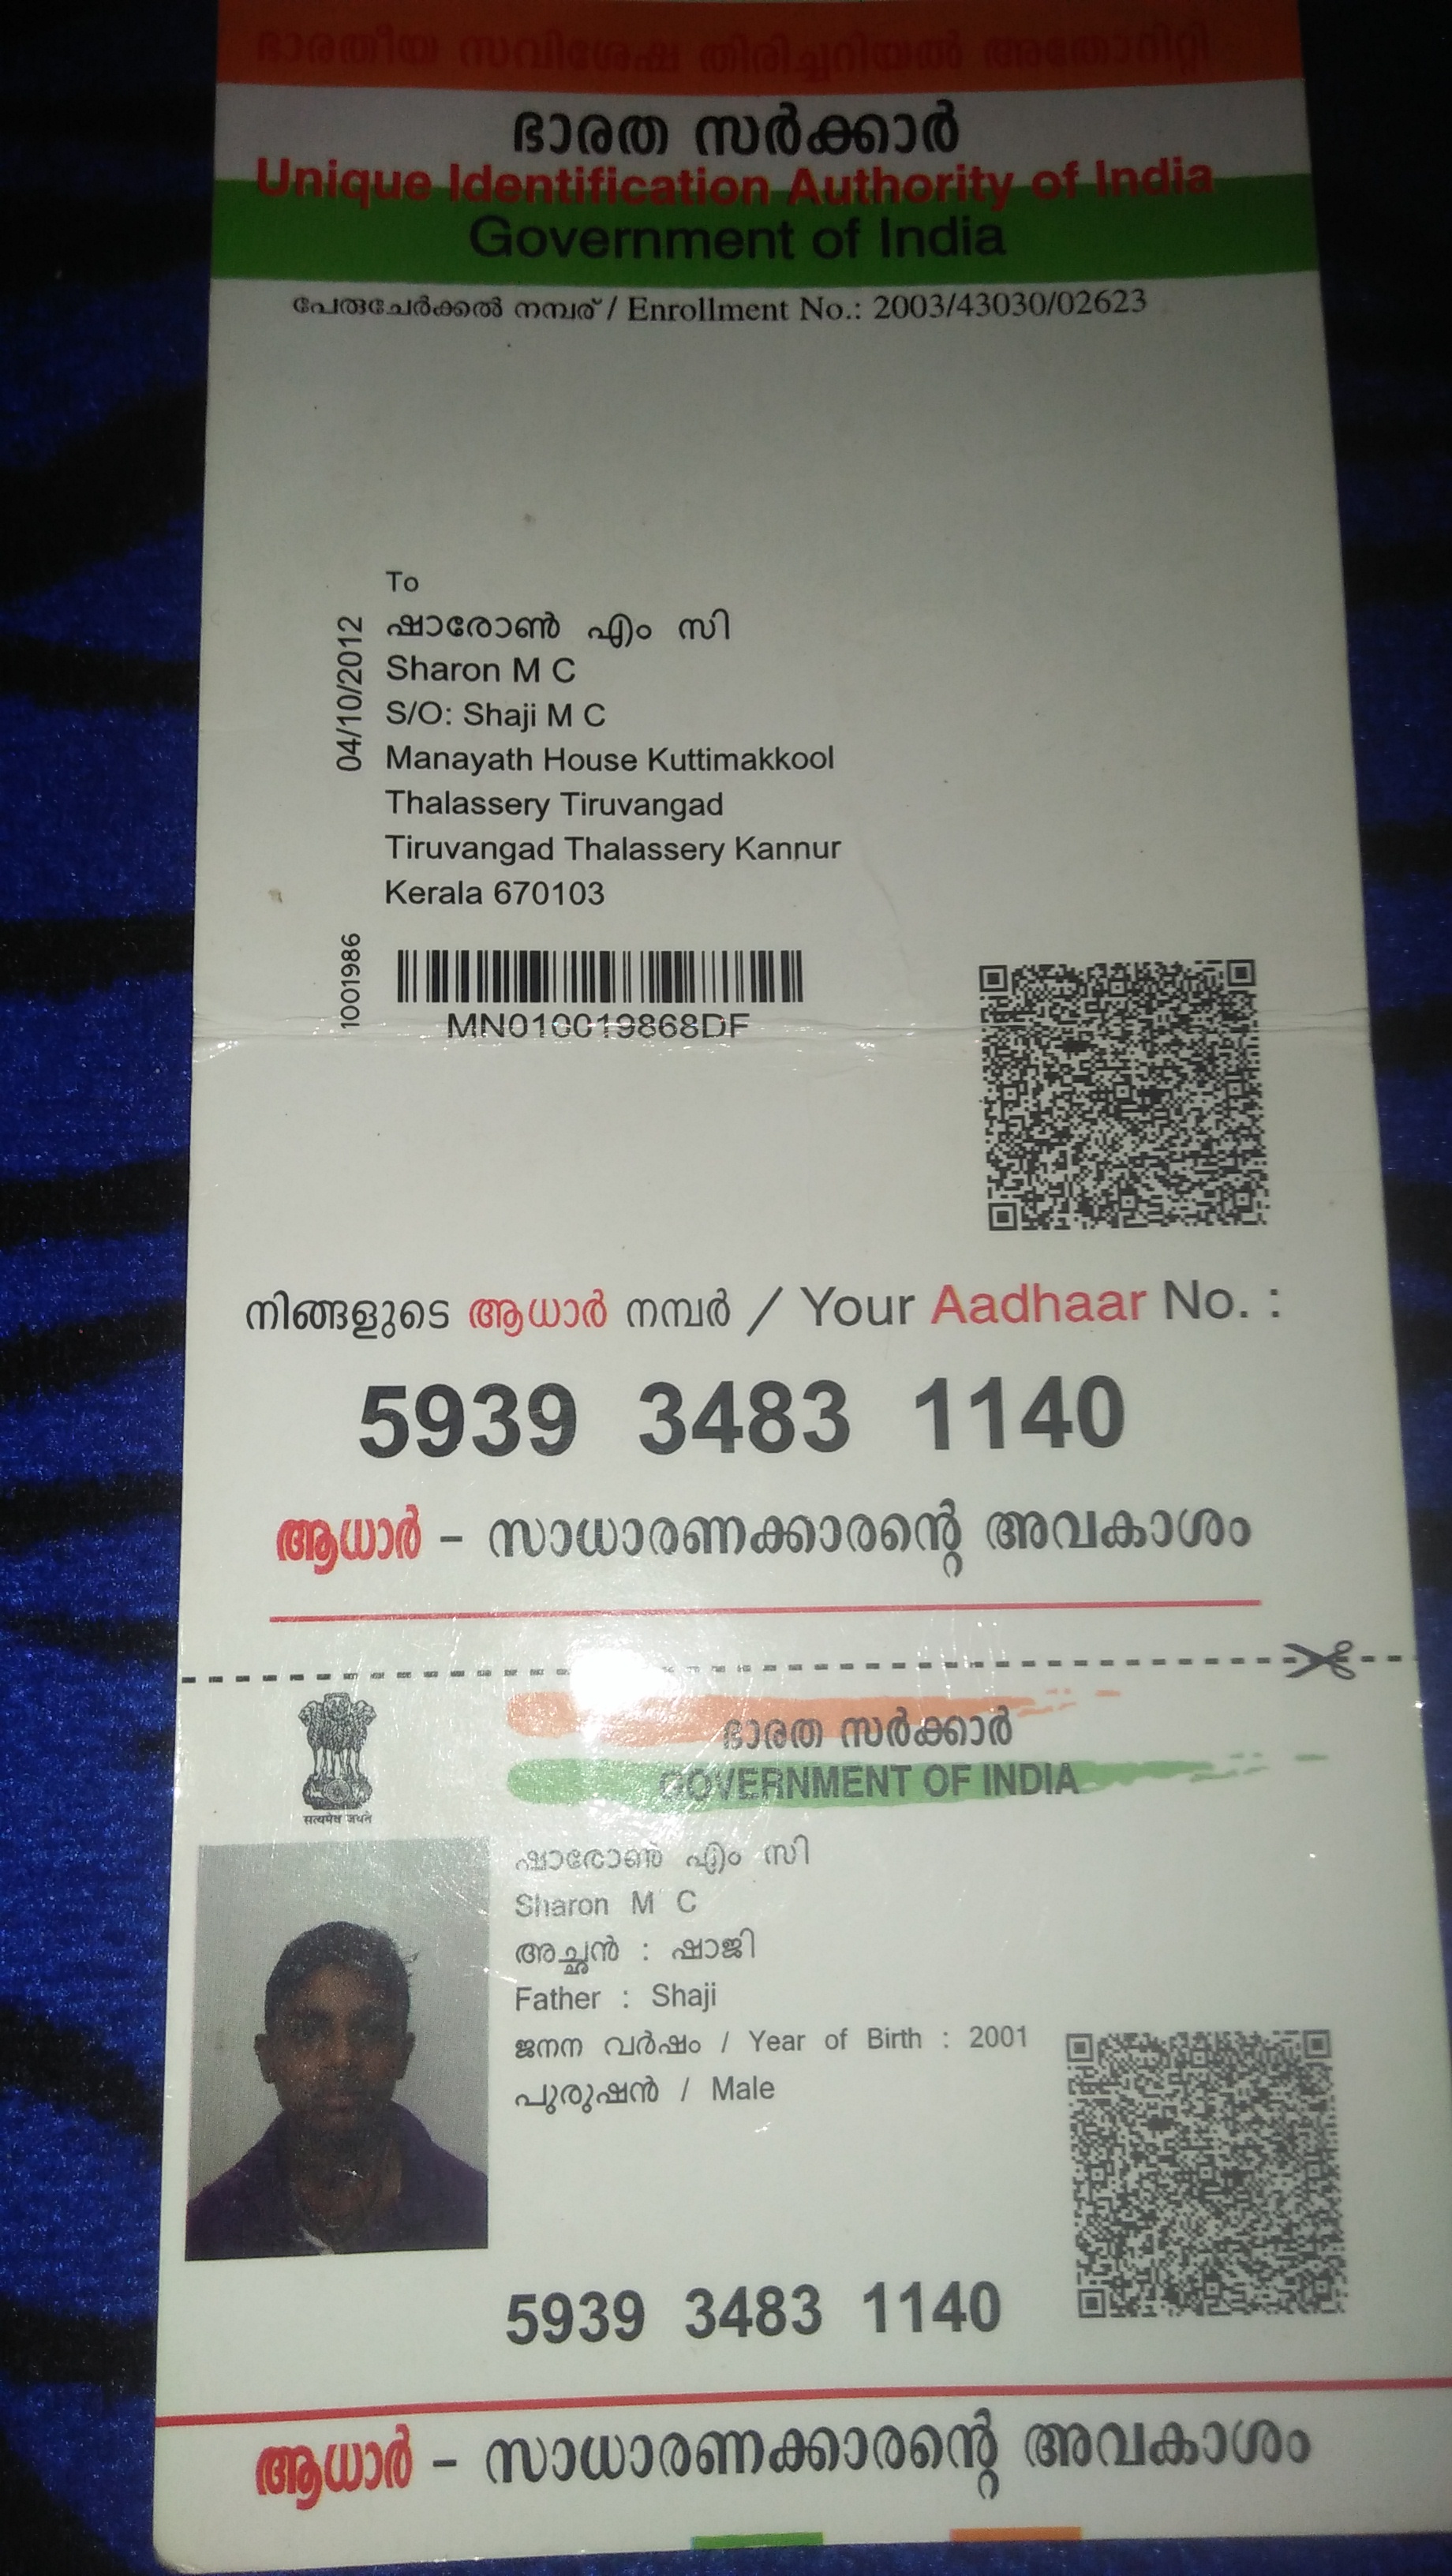 ഭാരതീയ സവിശേഷ തിരിച്ചറിയൽ അതോറിറ്റി
ഭാരത സർക്കാർ
Unique Identification Authority of India
Government of India
പേരുചേർക്കൽ നമ്പര് / Enrollment No.: 2003/43030/02623
To
ഷാരോൺ എം സി
Sharon M C
S/O: Shaji M C
Manayath House Kuttimakkool
Thalassery Tiruvangad
Tiruvangad Thalassery Kannur
Kerala 670103
04/10/2012
1001986
MN010019868DF
നിങ്ങളുടെ ആധാർ നമ്പർ / Your Aadhaar No. :
5939 3483 1140
ആധാർ – സാധാരണക്കാരന്റെ അവകാശം
सत्यमेव जयते
ഭാരത സർക്കാർ
GOVERNMENT OF INDIA
ഷാരോൺ എം സി
Sharon M C
അച്ഛൻ : ഷാജി
Father : Shaji
ജനന വർഷം / Year of Birth : 2001
പുരുഷൻ / Male
5939 3483 1140
ആധാർ – സാധാരണക്കാരന്റെ അവകാശം